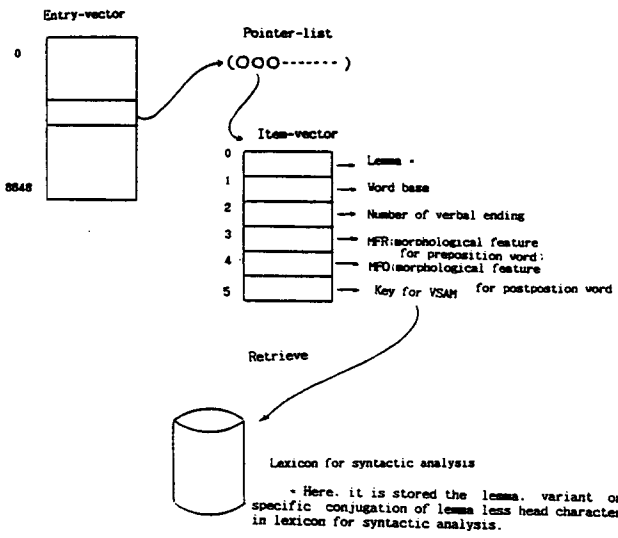 Entry-vector
0
8848
Pointer-list
(OOO------- )
Item-vector
0
Lemma *
1
Word base
2
Number of verbal ending
3
MFR:morphological feature
for preposition word:
4
MFO:morphological feature
5
Key for VSAM for postpostion word
Retrieve
Lexicon for syntactic analysis
* Here. it is stored the lemma. variant or
specific conjugation of lemma less head character
in lexicon for syntactic analysis.